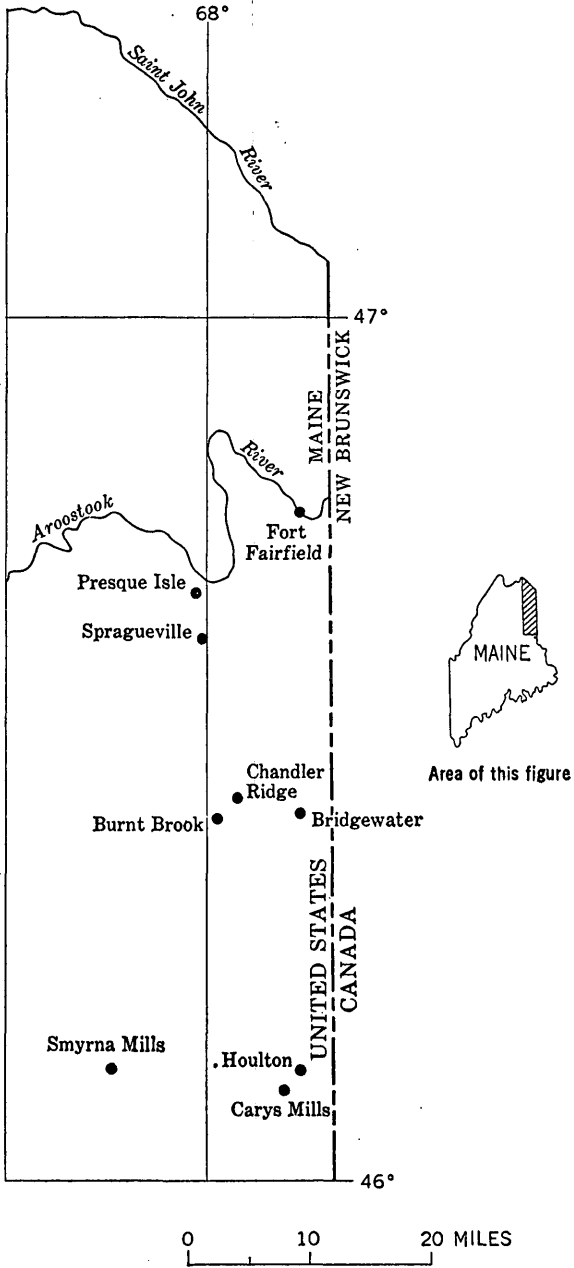 68°
Saint John
River
47°
MAINE
NEW BRUNSWICK
River
Aroostook
Fort
Fairfield
Presque Isle
Spragueville
MAINE
Area of this figure
Chandler
Ridge
Burnt Brook
Bridgewater
UNITED STATES
CANADA
Smyrna Mills
Houlton
Carys Mills
46°
0 10 20 MILES